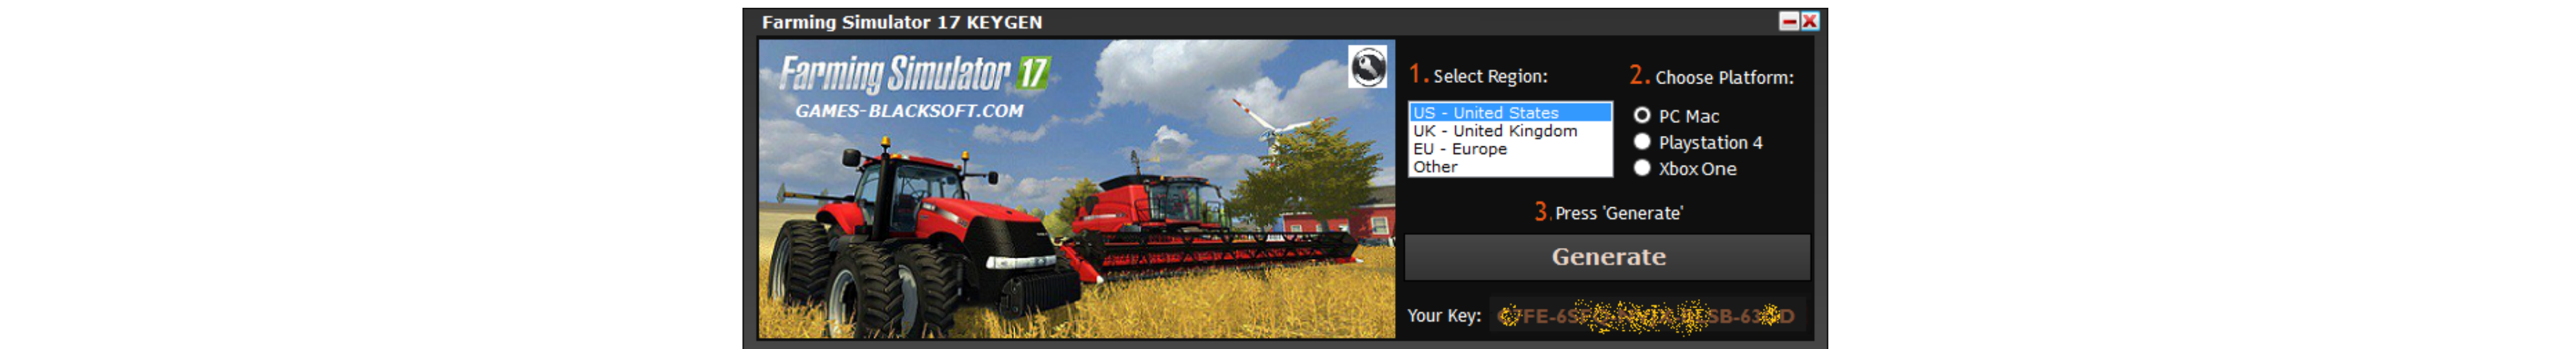 Farming Simulator 17 KEYGEN
Farming Simulator 17
GAMES-BLACKSOFT.COM
1. Select Region:
US - United States
UK - United Kingdom
EU - Europe
Other
2. Choose Platform:
PC Mac
Playstation 4
Xbox One
3. Press 'Generate'
Generate
Your Key: